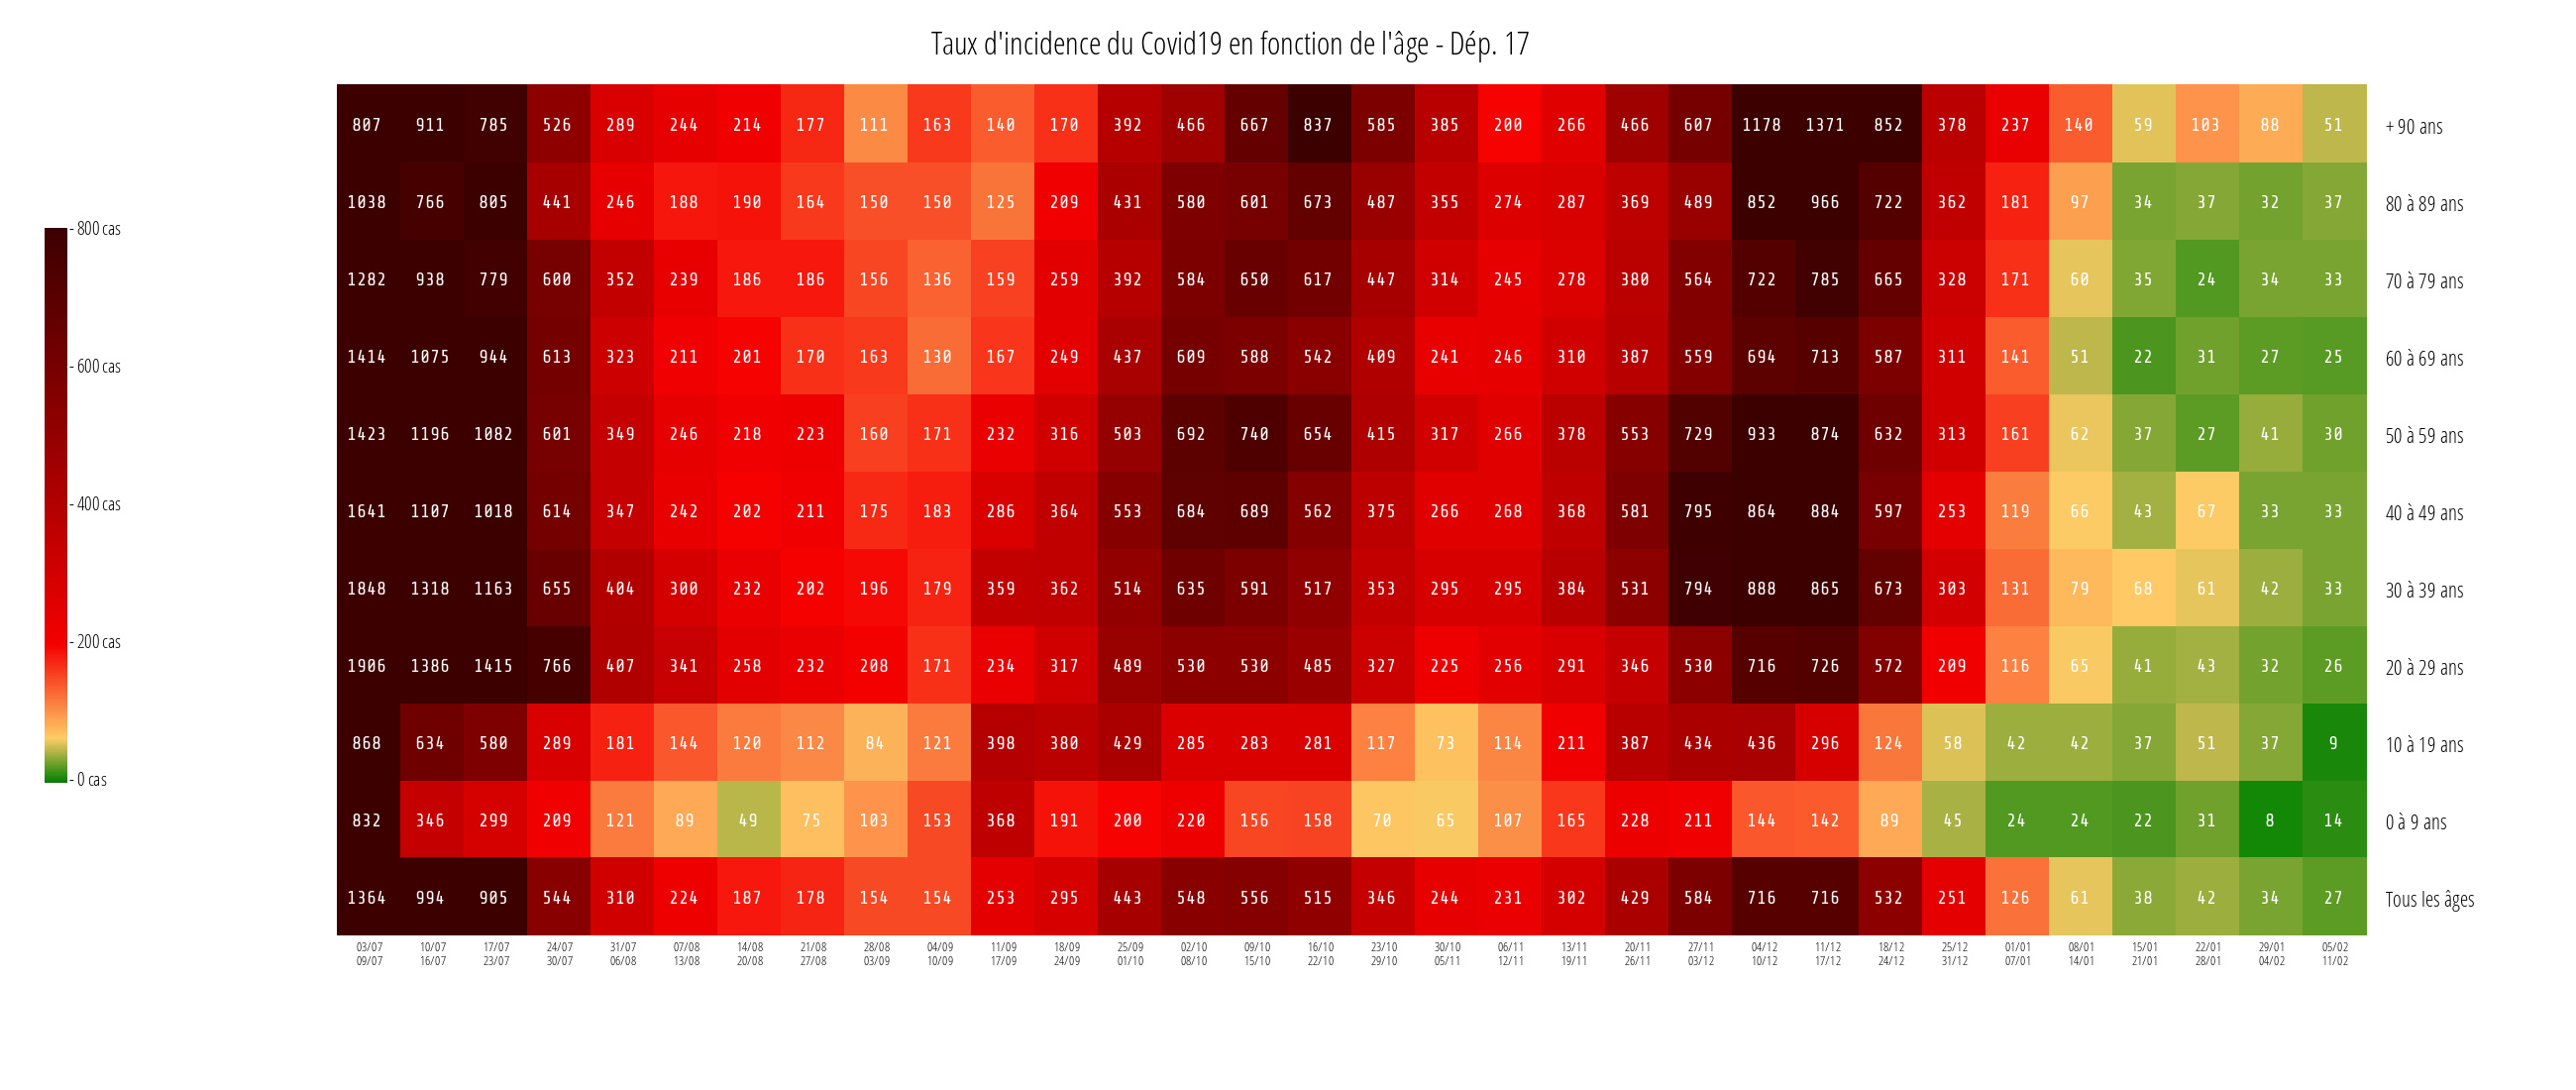 Taux d'incidence du Covid19 en fonction de l'âge - Dép. 17
- 800 cas
- 600 cas
- 400 cas
- 200 cas
- 0 cas
807 911 785 526 289 244 214 177 111 163 140 170 392 466 667 837 585 385 200 266 466 607 1178 1371 852 378 237 140 59 103 88 51 + 90 ans
1038 766 805 441 246 188 190 164 150 150 125 209 431 580 601 673 487 355 274 287 369 489 852 966 722 362 181 97 34 37 32 37 80 à 89 ans
1282 938 779 600 352 239 186 186 156 136 159 259 392 584 650 617 447 314 245 278 380 564 722 785 665 328 171 60 35 24 34 33 70 à 79 ans
1414 1075 944 613 323 211 201 170 163 130 167 249 437 609 588 542 409 241 246 310 387 559 694 713 587 311 141 51 22 31 27 25 60 à 69 ans
1423 1196 1082 601 349 246 218 223 160 171 232 316 503 692 740 654 415 317 266 378 553 729 933 874 632 313 161 62 37 27 41 30 50 à 59 ans
1641 1107 1018 614 347 242 202 211 175 183 286 364 553 684 689 562 375 266 268 368 581 795 864 884 597 253 119 66 43 67 33 33 40 à 49 ans
1848 1318 1163 655 404 300 232 202 196 179 359 362 514 635 591 517 353 295 295 384 531 794 888 865 673 303 131 79 68 61 42 33 30 à 39 ans
1906 1386 1415 766 407 341 258 232 208 171 234 317 489 530 530 485 327 225 256 291 346 530 716 726 572 209 116 65 41 43 32 26 20 à 29 ans
868 634 580 289 181 144 120 112 84 121 398 380 429 285 283 281 117 73 114 211 387 434 436 296 124 58 42 42 37 51 37 9 10 à 19 ans
832 346 299 209 121 89 49 75 103 153 368 191 200 220 156 158 70 65 107 165 228 211 144 142 89 45 24 24 22 31 8 14 0 à 9 ans
1364 994 905 544 310 224 187 178 154 154 253 295 443 548 556 515 346 244 231 302 429 584 716 716 532 251 126 61 38 42 34 27 Tous les âges
03/07 10/07 17/07 24/07 31/07 07/08 14/08 21/08 28/08 04/09 11/09 18/09 25/09 02/10 09/10 16/10 23/10 30/10 06/11 13/11 20/11 27/11 04/12 11/12 18/12 25/12 01/01 08/01 15/01 22/01 29/01 05/02
09/07 16/07 23/07 30/07 06/08 13/08 20/08 27/08 03/09 10/09 17/09 24/09 01/10 08/10 15/10 22/10 29/10 05/11 12/11 19/11 26/11 03/12 10/12 17/12 24/12 31/12 07/01 14/01 21/01 28/01 04/02 11/02